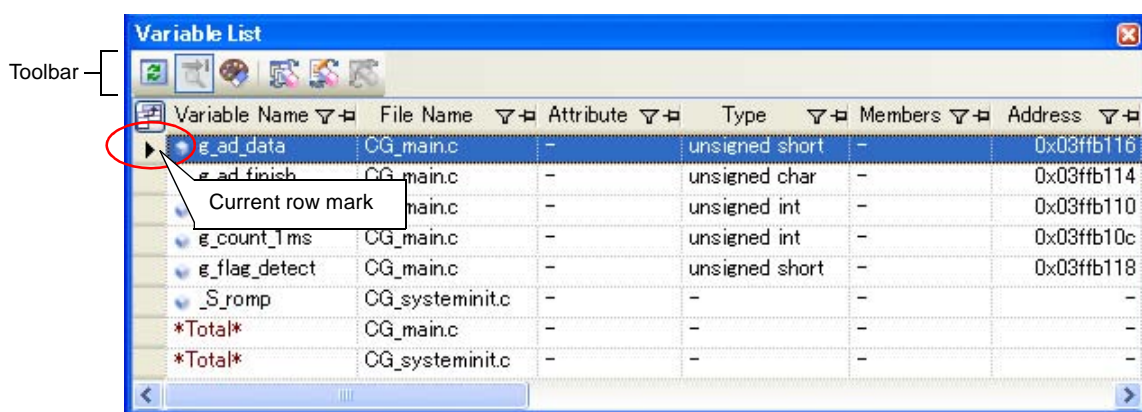 Variable List
Toolbar
Variable Name File Name Attribute Type Members Address
g_ad_data CG_main.c - unsigned short - 0x03ffb116
g_ad_finish CG_main.c - unsigned char - 0x03ffb114
Current row mark
main.c - unsigned int - 0x03ffb110
g_count_1ms CG_main.c - unsigned int - 0x03ffb10c
g_flag_detect CG_main.c - unsigned short - 0x03ffb118
_S_romp CG_systeminit.c - - - -
*Total* CG_main.c - - - -
*Total* CG_systeminit.c - - - -